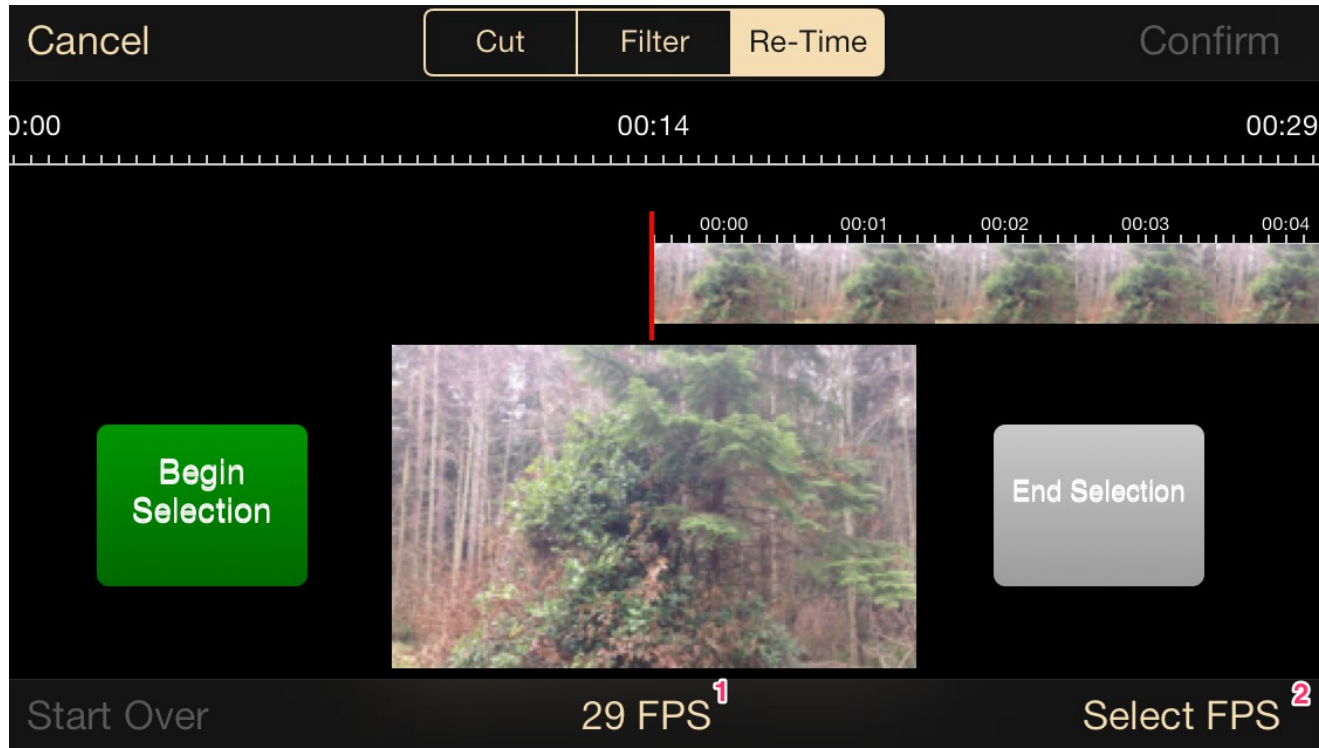 Cancel
Cut
Filter
Re-Time
Confirm
0:00
00:14
00:29
00:00
00:01
00:02
00:03
00:04
Begin
Selection
End Selection
Start Over
29 FPS 1
Select FPS 2